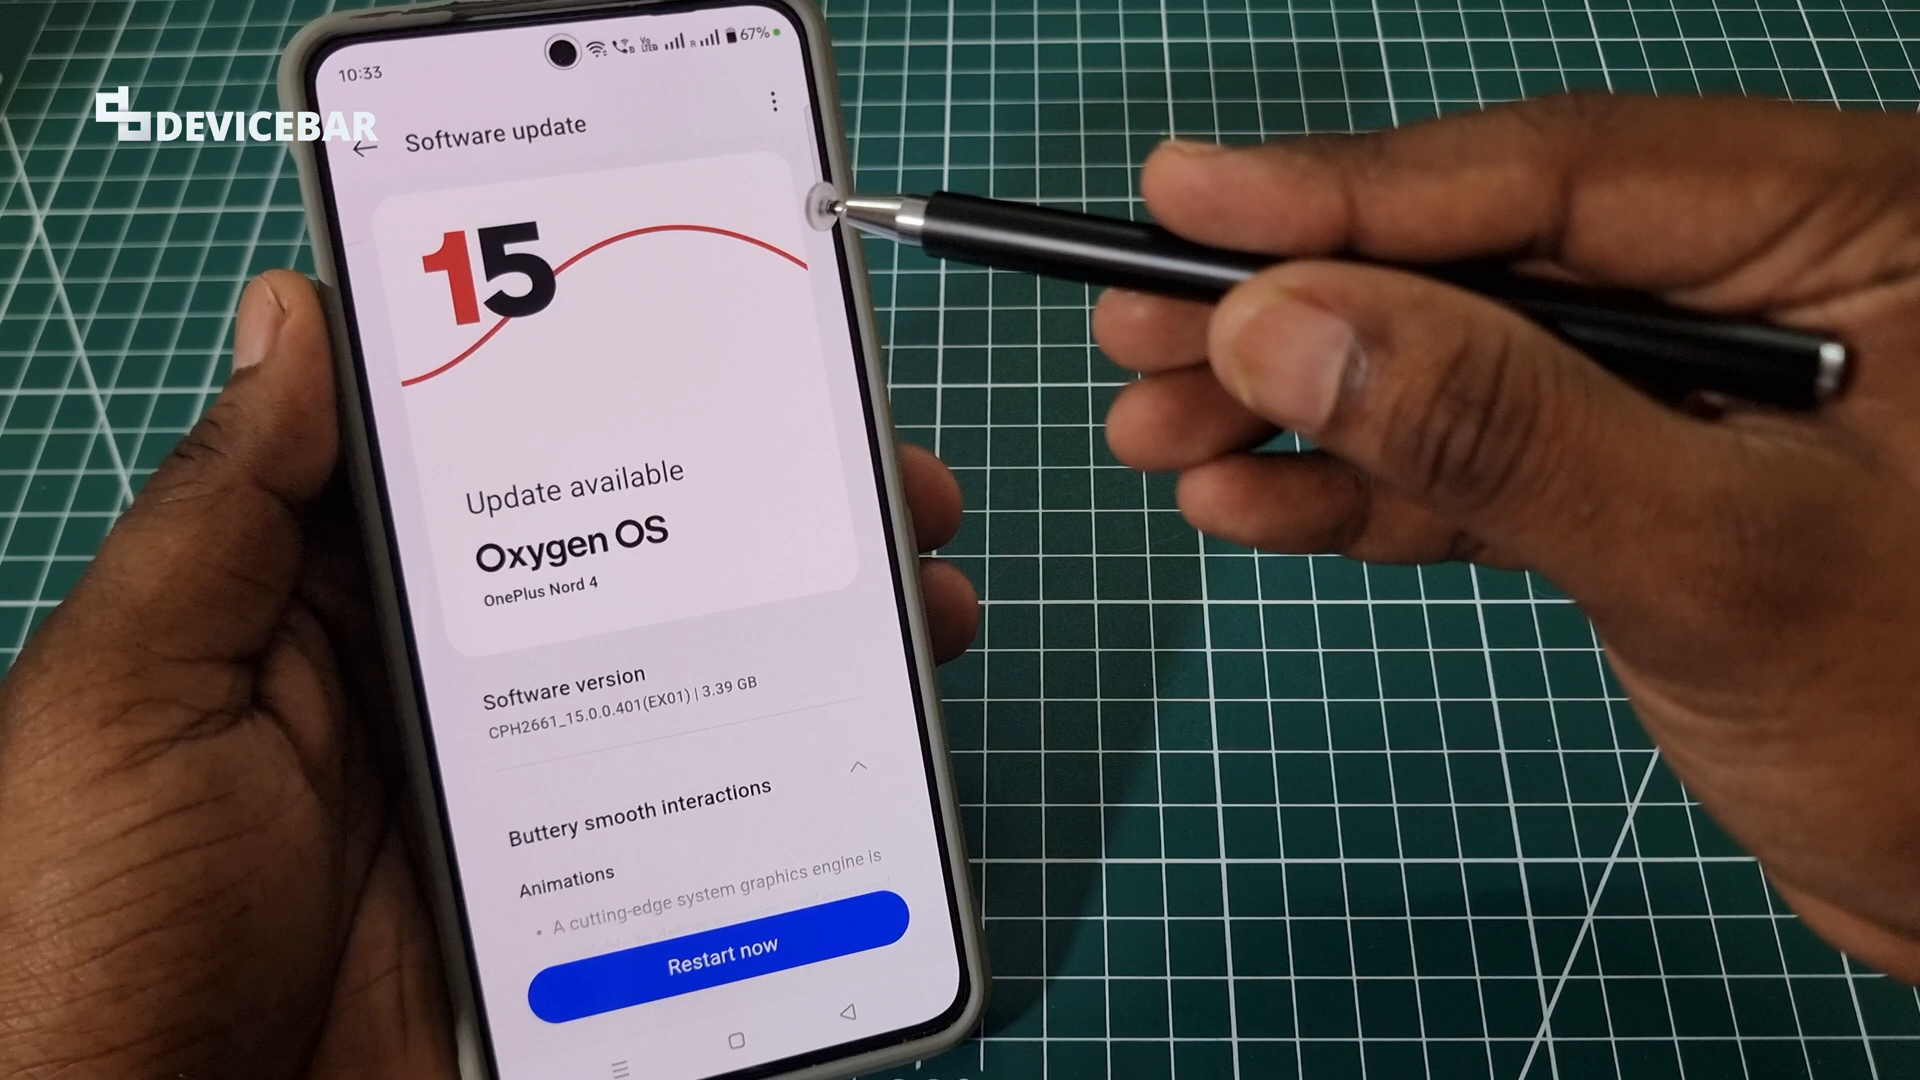 10:33
67%
DEVICEBAR
Software update
15
Update available
Oxygen OS
OnePlus Nord 4
Software version
CPH2661_15.0.0.401(EX01) | 3.39 GB
Buttery smooth interactions
Animations
• A cutting-edge system graphics engine is
Restart now